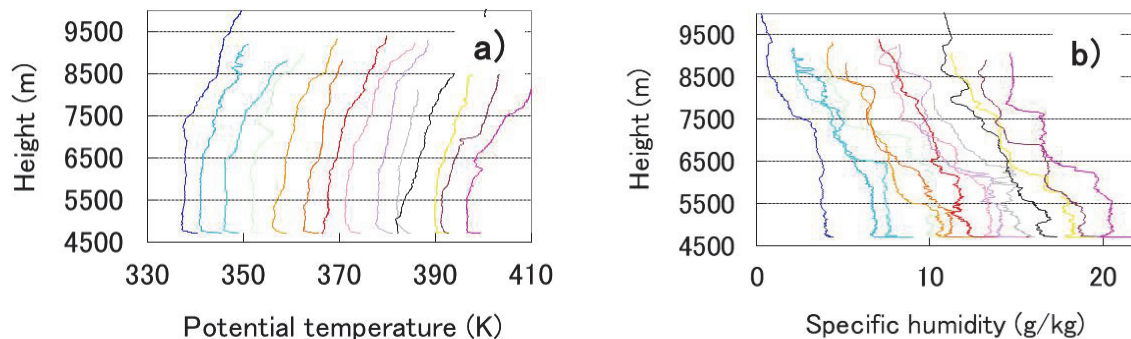 a)
9500
8500
7500
6500
5500
4500
Height (m)
330 350 370 390 410
Potential temperature (K)
b)
9500
8500
7500
6500
5500
4500
Height (m)
0 10 20
Specific humidity (g/kg)